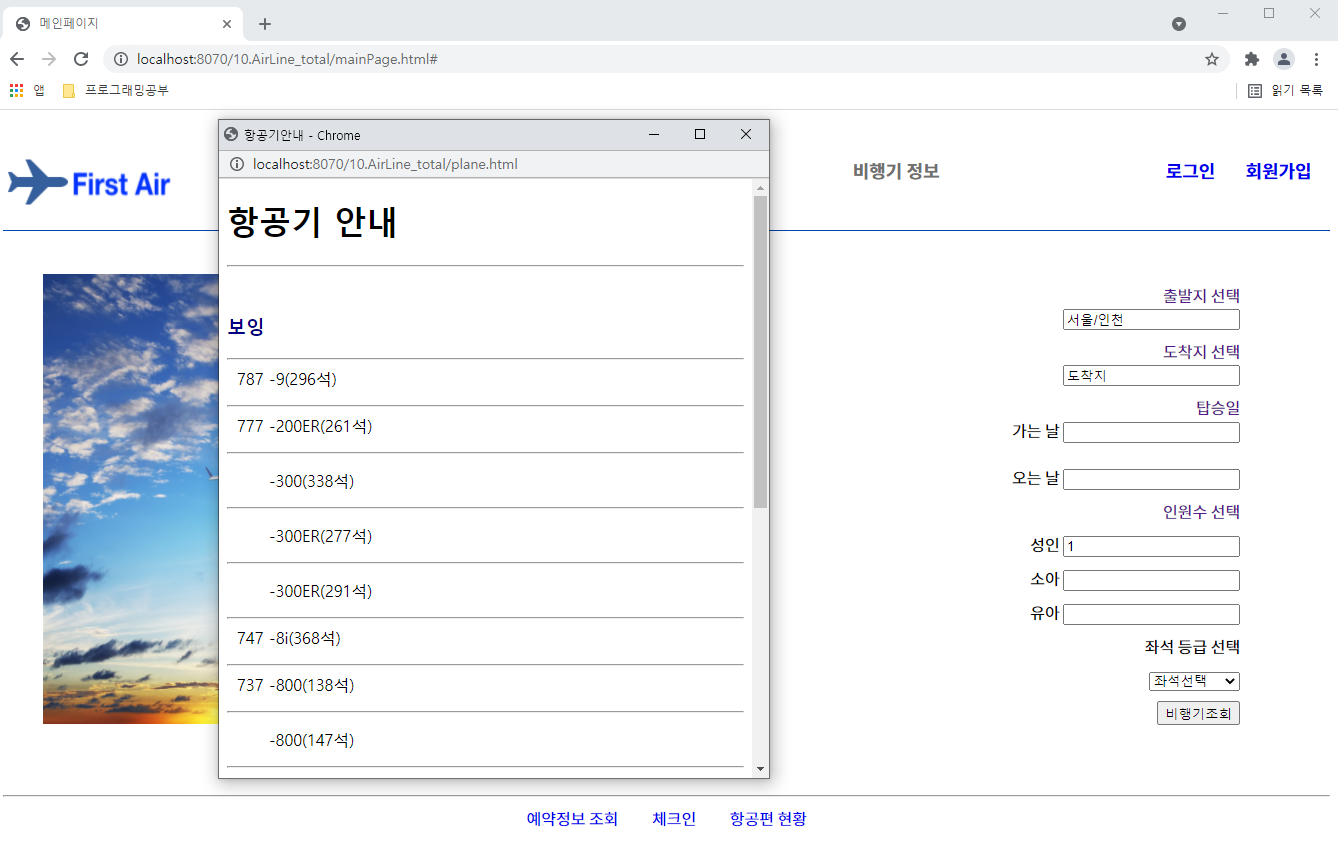 메인페이지
localhost:8070/10.AirLine_total/mainPage.html#
앱 프로그래밍공부 읽기 목록
First Air
비행기 정보 로그인 회원가입
항공기안내 - Chrome
localhost:8070/10.AirLine_total/plane.html
항공기 안내
보잉
787 -9(296석)
777 -200ER(261석)
-300(338석)
-300ER(277석)
-300ER(291석)
747 -8i(368석)
737 -800(138석)
-800(147석)
출발지 선택
서울/인천
도착지 선택
도착지
탑승일
가는 날
오는 날
인원수 선택
성인 1
소아
유아
좌석 등급 선택
좌석선택
비행기조회
예약정보 조회 체크인 항공편 현황